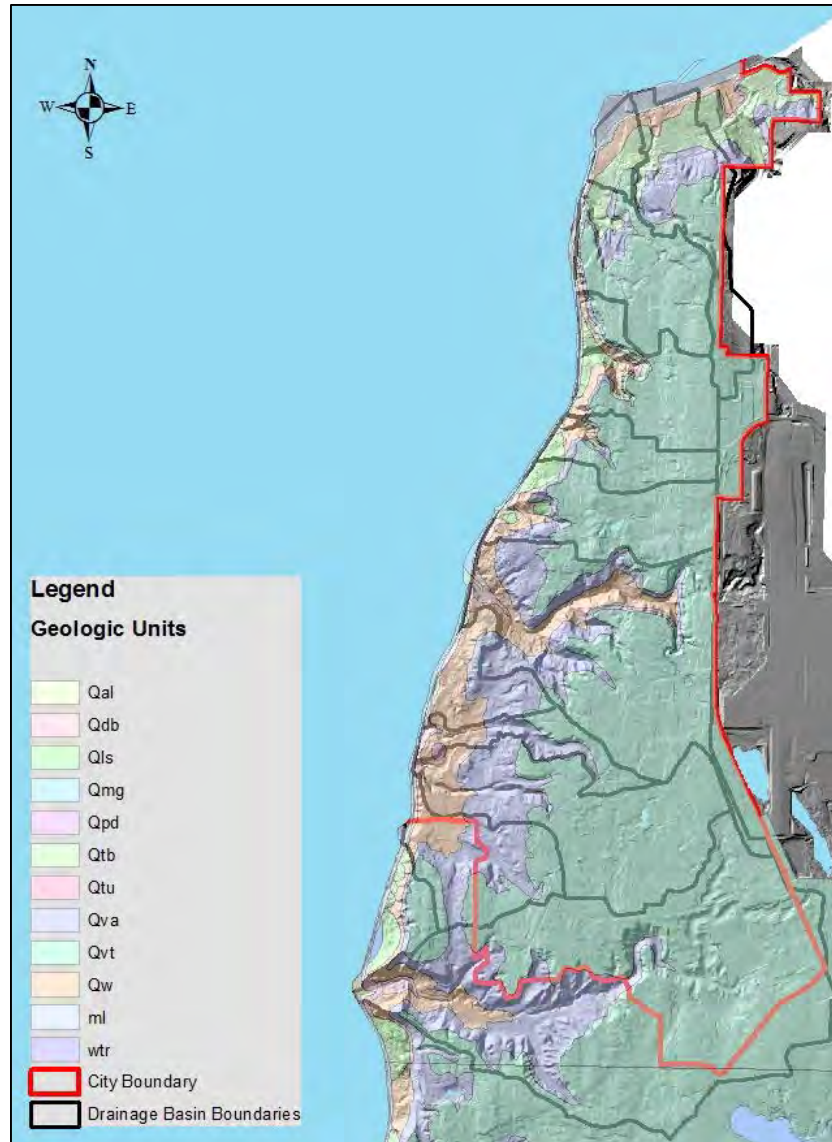 N
W E
S
Legend
Geologic Units
Qal
Qdb
Qls
Qmg
Qpd
Qtb
Qtu
Qva
Qvt
Qw
ml
wtr
City Boundary
Drainage Basin Boundaries